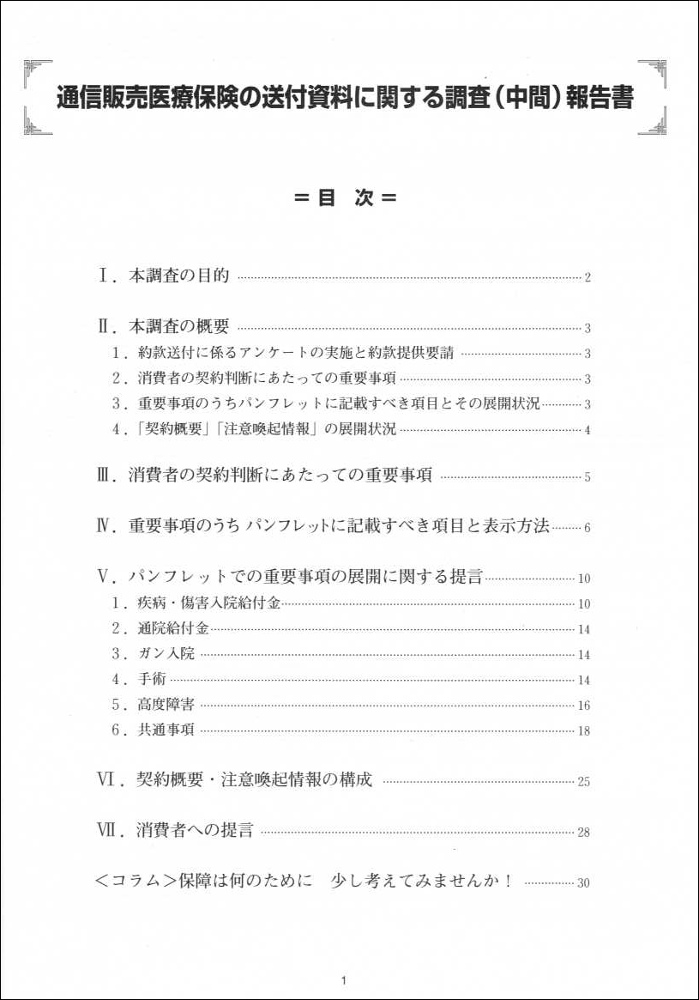 通信販売医療保険の送付資料に関する調査(中間)報告書
=目 次=
Ⅰ．本調査の目的 2
Ⅱ．本調査の概要 3
1．約款送付に係るアンケートの実施と約款提供要請 3
2．消費者の契約判断にあたっての重要事項 3
3．重要事項のうちパンフレットに記載すべき項目とその展開状況 3
4．「契約概要」「注意喚起情報」の展開状況 4
Ⅲ．消費者の契約判断にあたっての重要事項 5
Ⅳ．重要事項のうち パンフレットに記載すべき項目と表示方法 6
Ⅴ．パンフレットでの重要事項の展開に関する提言 10
1．疾病・傷害入院給付金 10
2．通院給付金 14
3．ガン入院 14
4．手術 14
5．高度障害 16
6．共通事項 18
Ⅵ．契約概要・注意喚起情報の構成 25
Ⅶ．消費者への提言 28
＜コラム＞保障は何のために　少し考えてみませんか！ 30
1